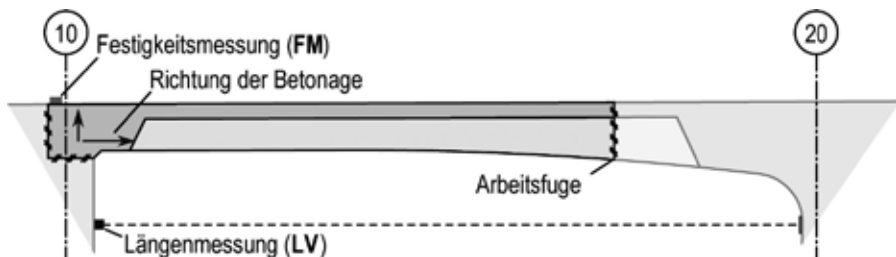 10
20
Festigkeitsmessung (FM)
Richtung der Betonage
Arbeitsfuge
Längenmessung (LV)